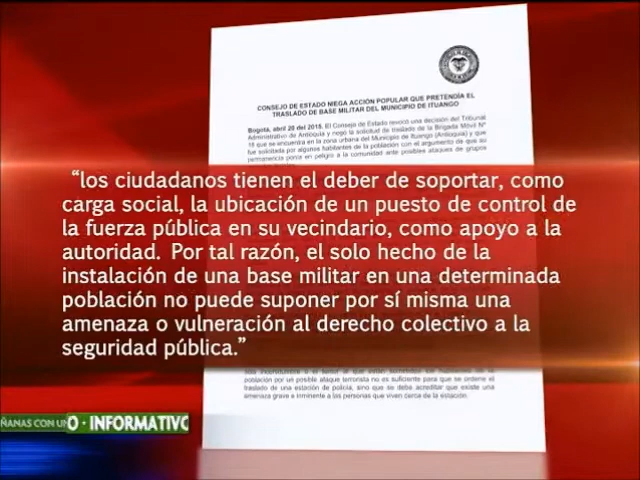 CONSEJO DE ESTADO NIEGA ACCIÓN POPULAR QUE PRETENDÍA EL
TRASLADO DE BASE MILITAR DEL MUNICIPIO DE ITUANGO
Bogotá, abril 20 del 2015. El Consejo de Estado revocó una decisión del Tribunal
Administrativo de Antioquia y negó la solicitud de traslado de la Brigada Móvil N°
18 que se encuentra en la zona urbana del Municipio de Ituango (Antioquia) y que
fue solicitada por algunos habitantes de la población con el argumento de que su
permanencia ponía en peligro a la comunidad ante posibles ataques de grupos
“los ciudadanos tienen el deber de soportar, como
carga social, la ubicación de un puesto de control de
la fuerza pública en su vecindario, como apoyo a la
autoridad. Por tal razón, el solo hecho de la
instalación de una base militar en una determinada
población no puede suponer por sí misma una
amenaza o vulneración al derecho colectivo a la
seguridad pública.”
población por un posible ataque terrorista no es suficiente para que se ordene el
traslado de una estación de policía, sino que se debe acreditar que existe una
amenaza grave e inminente a las personas que viven cerca de la estación.
ÑANAS CON UN O · INFORMATIVO